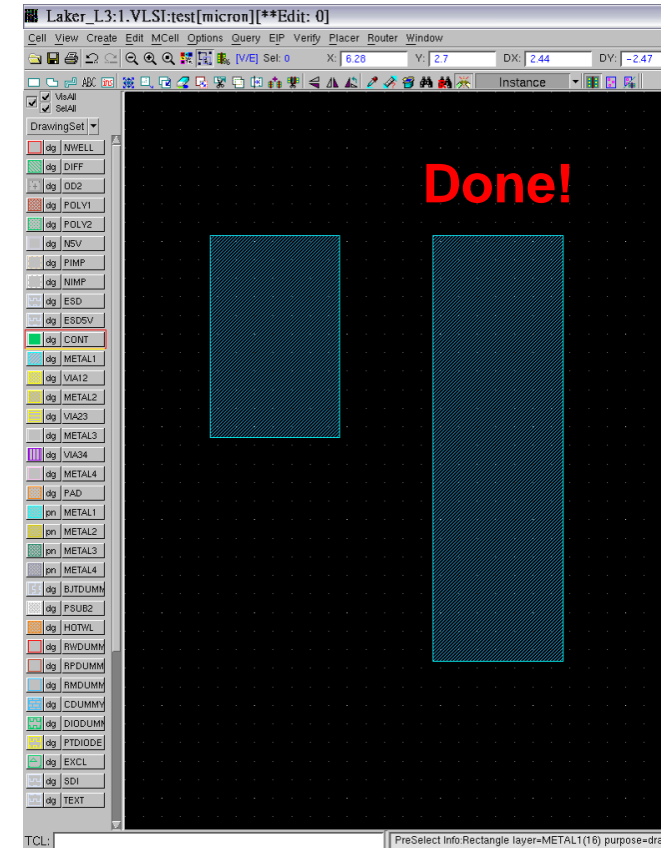 Laker_L3:1.VLSI:test[micron][**Edit: 0]
Cell View Create Edit MCell Options Query EIP Verify Placer Router Window
[V/E] Sel: 0 X: 6.28 Y: 2.7 DX: 2.44 DY: -2.47
ABC Instance
VisAll
SelAll
DrawingSet
Done!
dg NWELL
dg DIFF
dg OD2
dg POLY1
dg POLY2
dg N5V
dg PIMP
dg NIMP
dg ESD
dg ESD5V
dg CONT
dg METAL1
dg VIA12
dg METAL2
dg VIA23
dg METAL3
dg VIA34
dg METAL4
dg PAD
pn METAL1
pn METAL2
pn METAL3
pn METAL4
dg BJTDUMM
dg PSUB2
dg HOTWL
dg RWDUMM
dg RPDUMM
dg RMDUMM
dg CDUMMY
dg DIODUMM
dg PTDIODE
dg EXCL
dg SDI
dg TEXT
TCL: PreSelect Info:Rectangle layer=METAL1(16) purpose=dra